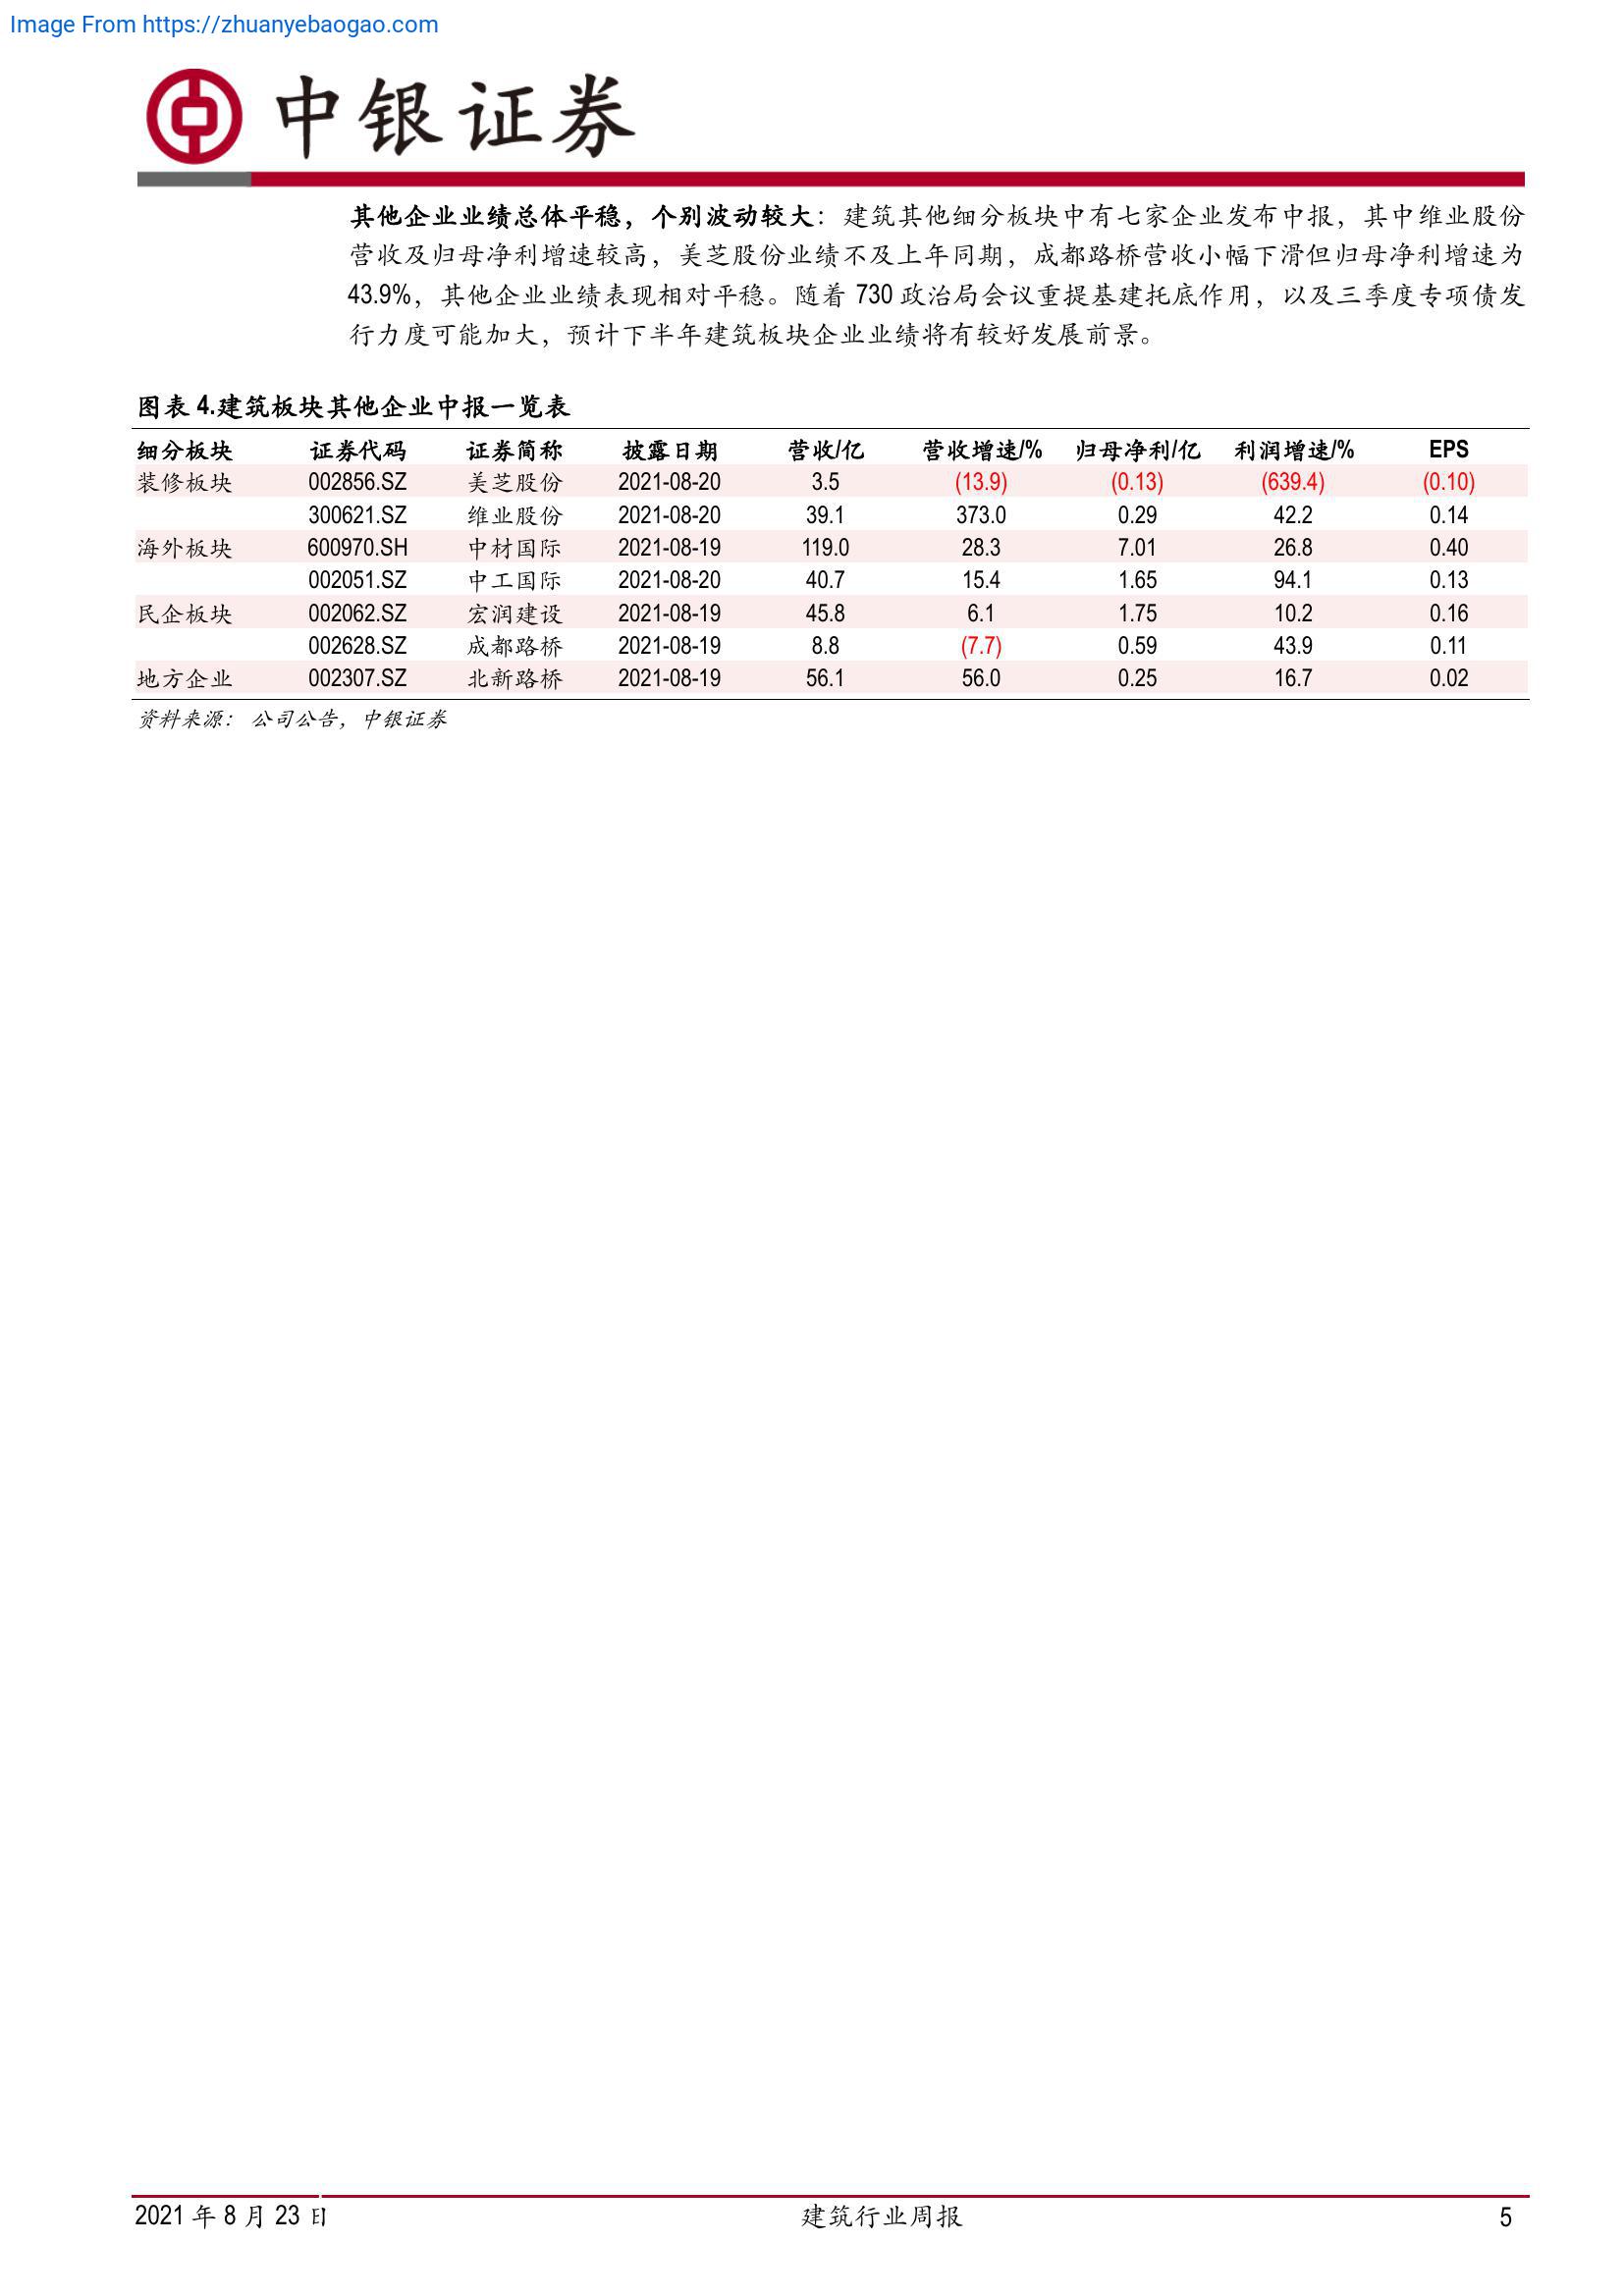 Image From https://zhuanyebaogao.com
中银证券
其他企业业绩总体平稳，个别波动较大：建筑其他细分板块中有七家企业发布中报，其中维业股份
营收及归母净利增速较高，美芝股份业绩不及上年同期，成都路桥营收小幅下滑但归母净利增速为
43.9%，其他企业业绩表现相对平稳。随着 730 政治局会议重提基建托底作用，以及三季度专项债发
行力度可能加大，预计下半年建筑板块企业业绩将有较好发展前景。
图表 4.建筑板块其他企业中报一览表
细分板块 证券代码 证券简称 披露日期 营收/亿 营收增速/% 归母净利/亿 利润增速/% EPS
装修板块 002856.SZ 美芝股份 2021-08-20 3.5 (13.9) (0.13) (639.4) (0.10)
300621.SZ 维业股份 2021-08-20 39.1 373.0 0.29 42.2 0.14
海外板块 600970.SH 中材国际 2021-08-19 119.0 28.3 7.01 26.8 0.40
002051.SZ 中工国际 2021-08-20 40.7 15.4 1.65 94.1 0.13
民企板块 002062.SZ 宏润建设 2021-08-19 45.8 6.1 1.75 10.2 0.16
002628.SZ 成都路桥 2021-08-19 8.8 (7.7) 0.59 43.9 0.11
地方企业 002307.SZ 北新路桥 2021-08-19 56.1 56.0 0.25 16.7 0.02
资料来源： 公司公告，中银证券
2021 年 8 月 23 日 建筑行业周报 5